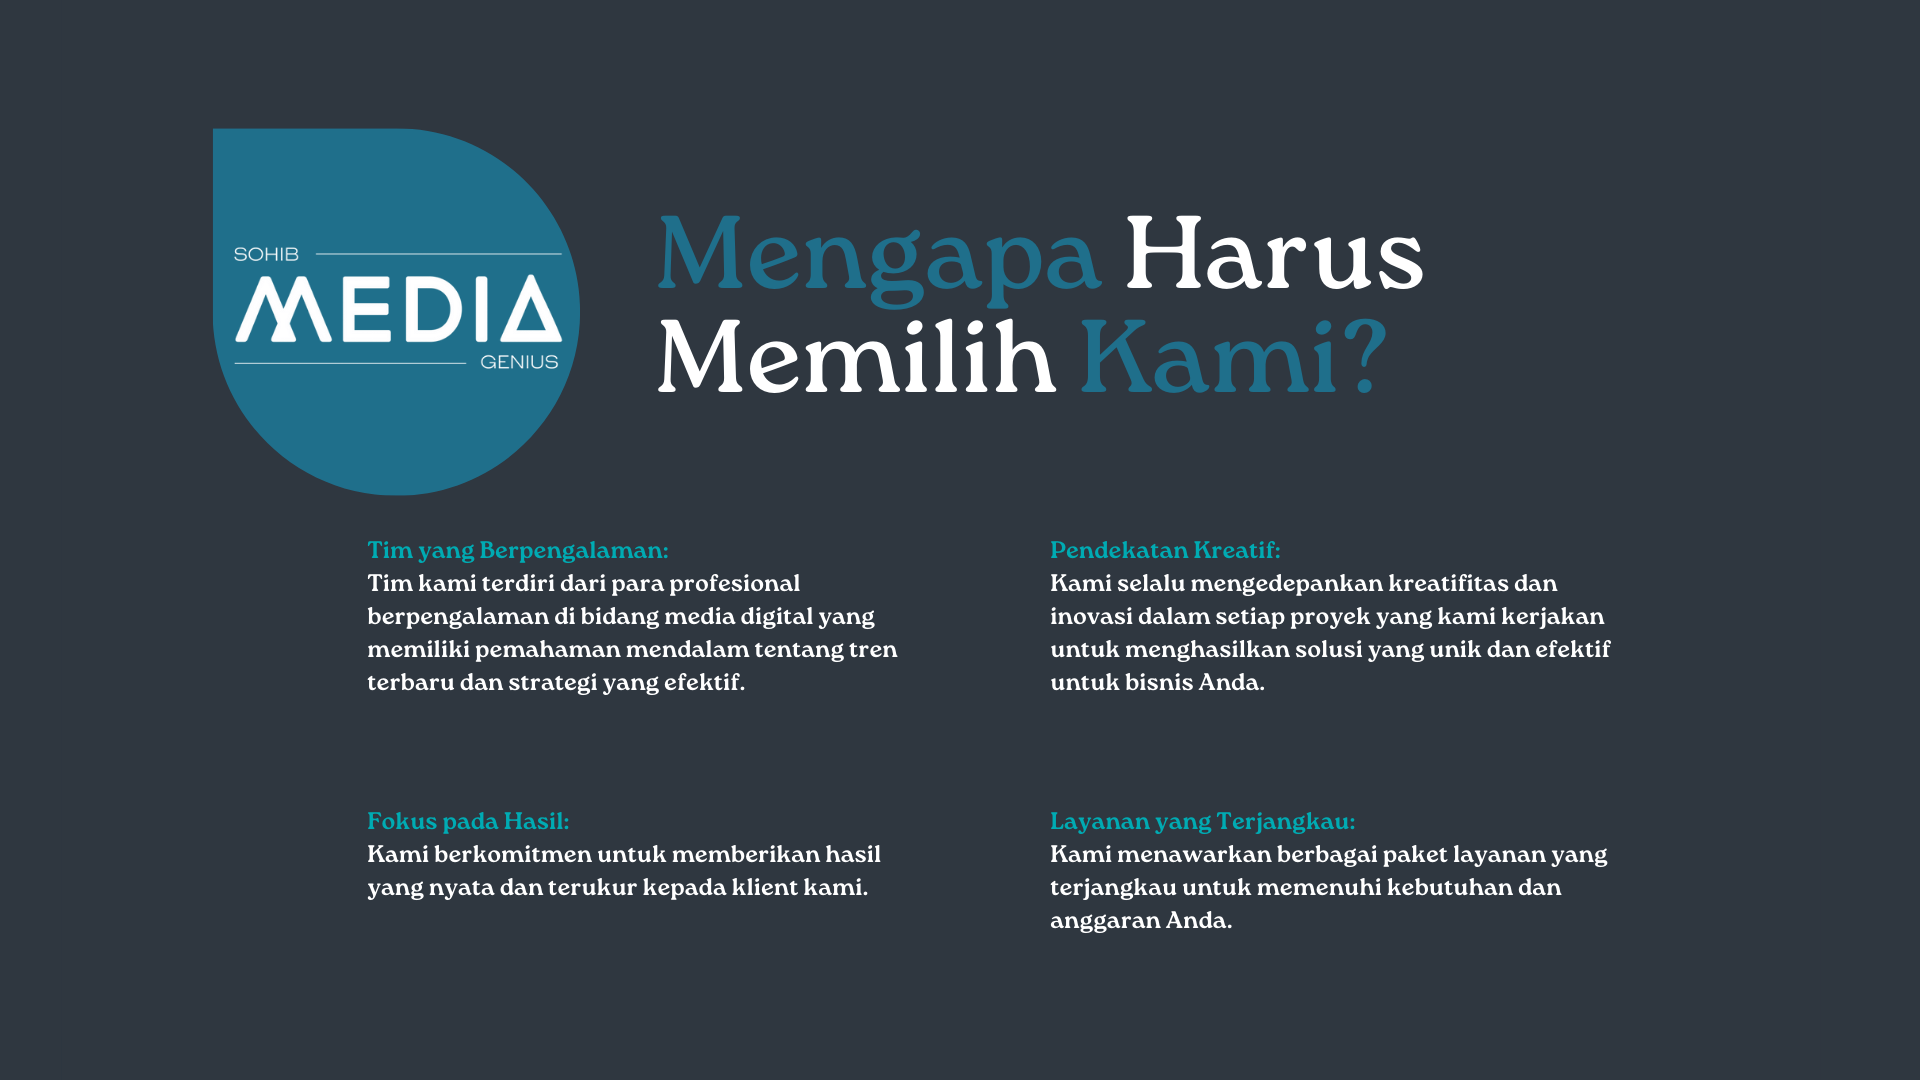 SOHIB
MEDIA
GENIUS
Mengapa Harus
Memilih Kami?
Tim yang Berpengalaman:
Tim kami terdiri dari para profesional
berpengalaman di bidang media digital yang
memiliki pemahaman mendalam tentang tren
terbaru dan strategi yang efektif.
Pendekatan Kreatif:
Kami selalu mengedepankan kreatifitas dan
inovasi dalam setiap proyek yang kami kerjakan
untuk menghasilkan solusi yang unik dan efektif
untuk bisnis Anda.
Fokus pada Hasil:
Kami berkomitmen untuk memberikan hasil
yang nyata dan terukur kepada klient kami.
Layanan yang Terjangkau:
Kami menawarkan berbagai paket layanan yang
terjangkau untuk memenuhi kebutuhan dan
anggaran Anda.